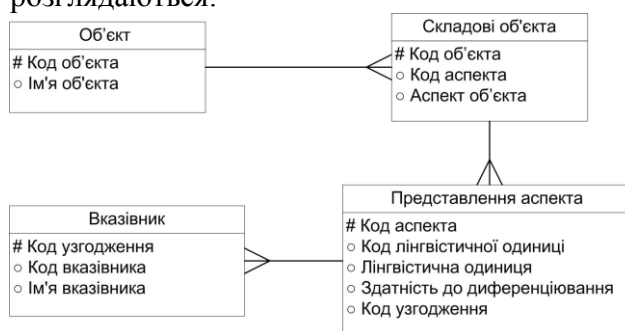 розглядаються.
Об’єкт
# Код об’єкта
○ Ім'я об'єкта
Складові об'єкта
# Код об’єкта
○ Код аспекта
○ Аспект об’єкта
Вказівник
# Код узгодження
○ Код вказівника
○ Ім'я вказівника
Представлення аспекта
# Код аспекта
○ Код лінгвістичної одиниці
○ Лінгвістична одиниця
○ Здатність до диференціювання
○ Код узгодження